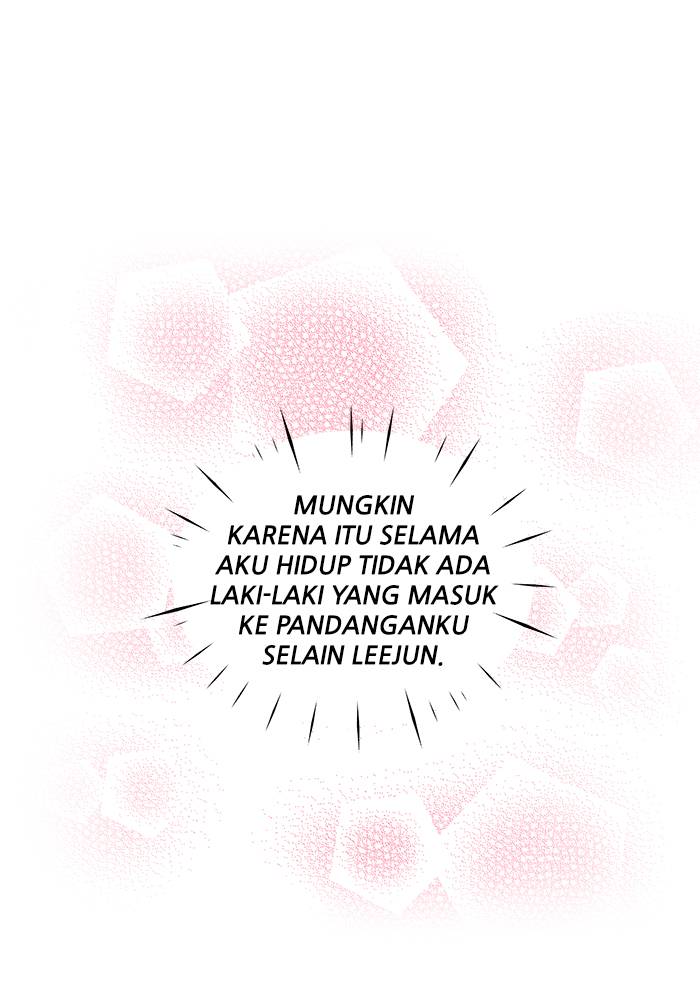 MUNGKIN
KARENA ITU SELAMA
AKU HIDUP TIDAK ADA
LAKI-LAKI YANG MASUK
KE PANDANGANKU
SELAIN LEEJUN.